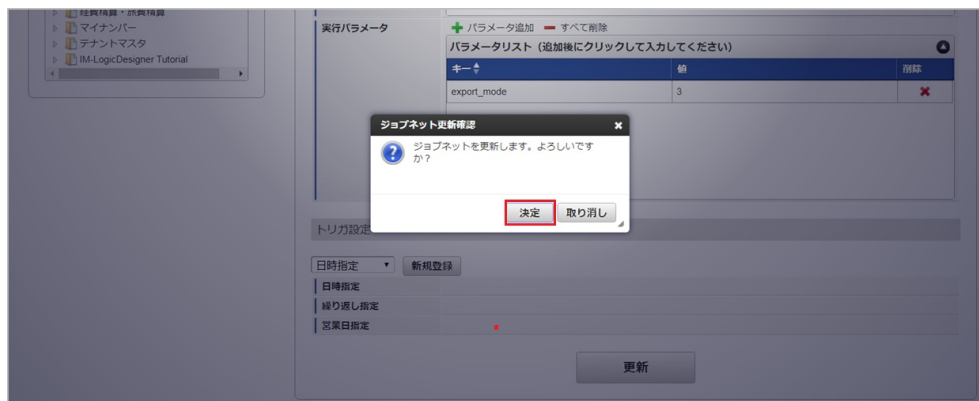 経費精算・旅費精算
マイナンバー
テナントマスタ
IM-LogicDesigner Tutorial
実行パラメータ
パラメータ追加 すべて削除
パラメータリスト（追加後にクリックして入力してください）
キー 値 削除
export_mode 3
ジョブネット更新確認
ジョブネットを更新します。よろしいです
か？
決定 取り消し
トリガ設定
日時指定 新規登録
日時指定
繰り返し指定
営業日指定
更新